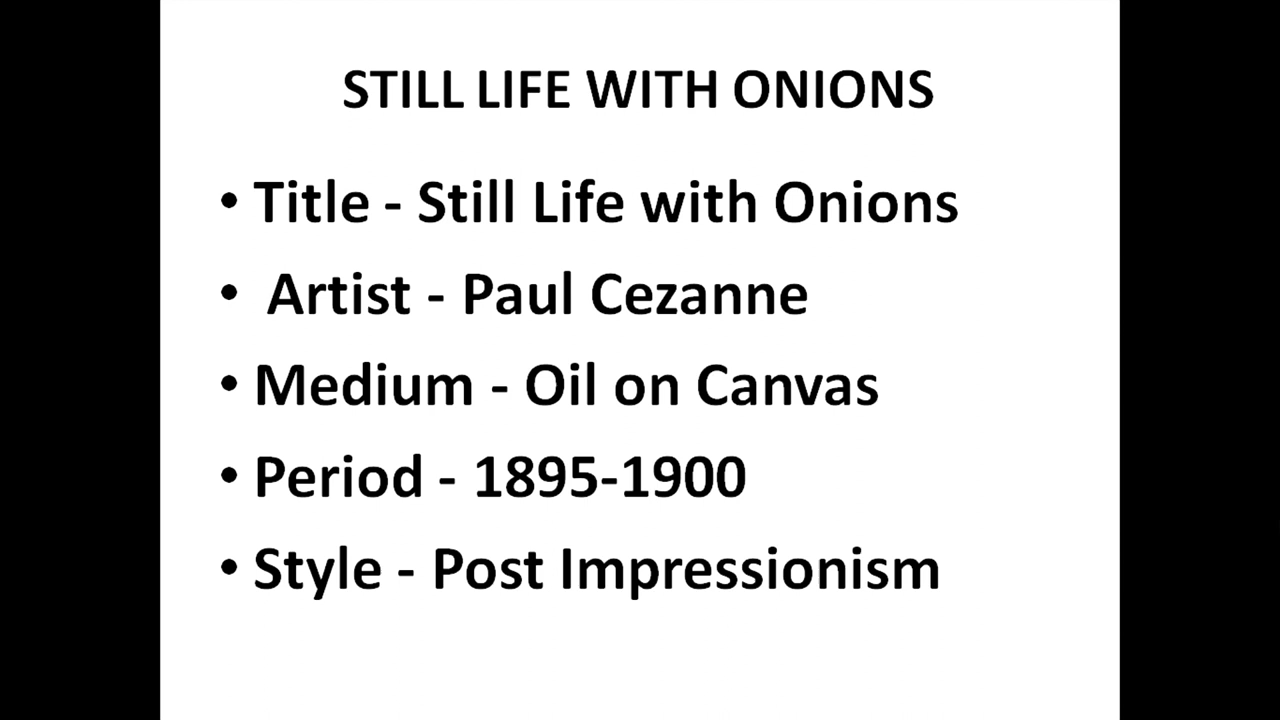 STILL LIFE WITH ONIONS
• Title - Still Life with Onions
• Artist - Paul Cezanne
• Medium - Oil on Canvas
• Period - 1895-1900
• Style - Post Impressionism